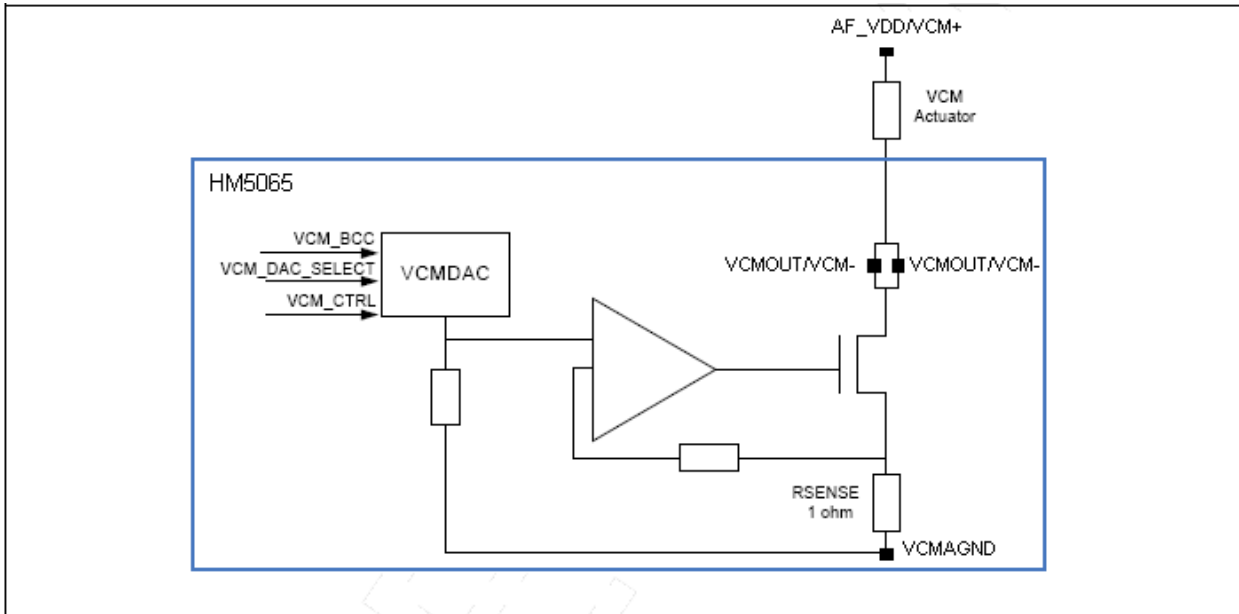 AF_VDD/VCM+
VCM
Actuator
HM5065
VCM_BCC
VCM_DAC_SELECT
VCM_CTRL
VCMDAC
VCMOUT/VCM-
VCMOUT/VCM-
RSENSE
1 ohm
VCMAGND